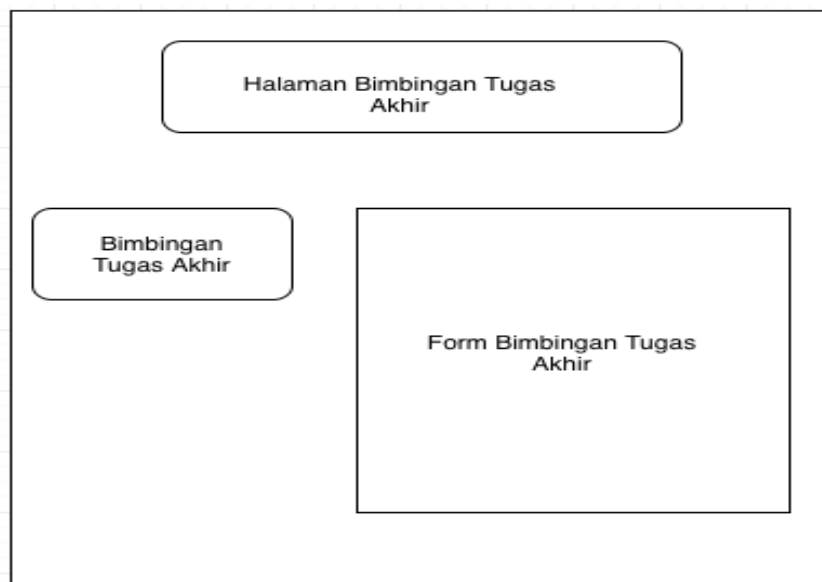 Halaman Bimbingan Tugas
Akhir
Bimbingan
Tugas Akhir
Form Bimbingan Tugas
Akhir